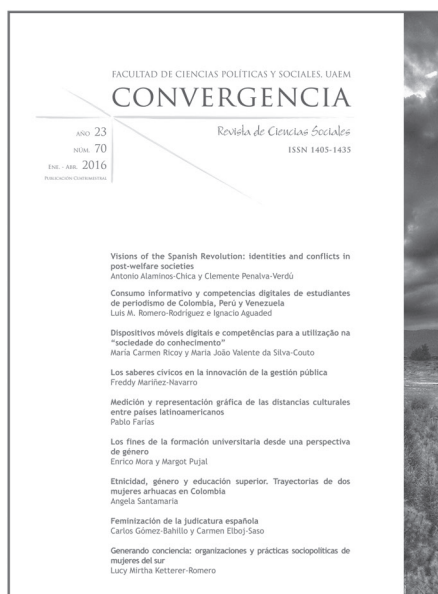 FACULTAD DE CIENCIAS POLÍTICAS Y SOCIALES, UAEM
CONVERGENCIA
Revista de Ciencias Sociales
ISSN 1405-1435
AÑO 23
NÚM. 70
ENE. - ABR. 2016
PUBLICACIÓN CUATRIMESTRAL
Visions of the Spanish Revolution: identities and conflicts in
post-welfare societies
Antonio Alaminos-Chica y Clemente Penalva-Verdú
Consumo informativo y competencias digitales de estudiantes
de periodismo de Colombia, Perú y Venezuela
Luis M. Romero-Rodríguez e Ignacio Aguaded
Dispositivos móveis digitais e competências para a utilização na
“sociedade do conhecimento”
María Carmen Ricoy y Maria João Valente da Silva-Couto
Los saberes cívicos en la innovación de la gestión pública
Freddy Mariñez-Navarro
Medición y representación gráfica de las distancias culturales
entre países latinoamericanos
Pablo Farías
Los fines de la formación universitaria desde una perspectiva
de género
Enrico Mora y Margot Pujal
Etnicidad, género y educación superior. Trayectorias de dos
mujeres arhuacas en Colombia
Angela Santamaria
Feminización de la judicatura española
Carlos Gómez-Bahillo y Carmen Elboj-Saso
Generando conciencia: organizaciones y prácticas sociopolíticas de
mujeres del sur
Lucy Mirtha Ketterer-Romero